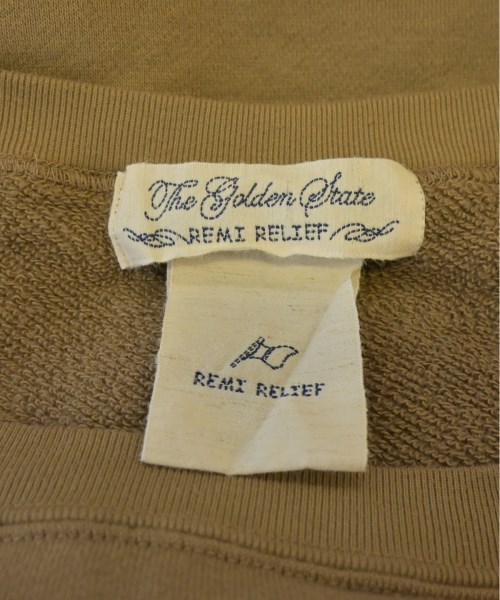 The Golden State
REMI RELIEF
REMI RELIEF